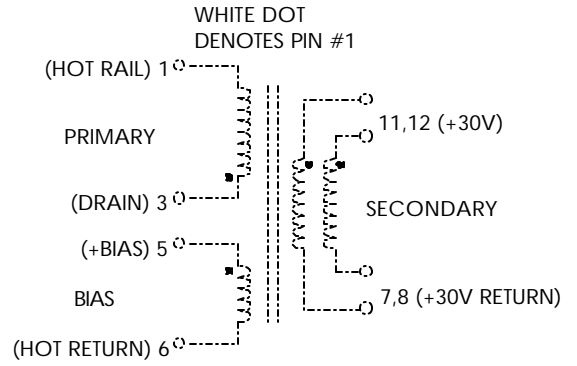 WHITE DOT
DENOTES PIN #1
(HOT RAIL) 1
11,12 (+30V)
PRIMARY
(DRAIN) 3
SECONDARY
(+BIAS) 5
BIAS
7,8 (+30V RETURN)
(HOT RETURN) 6